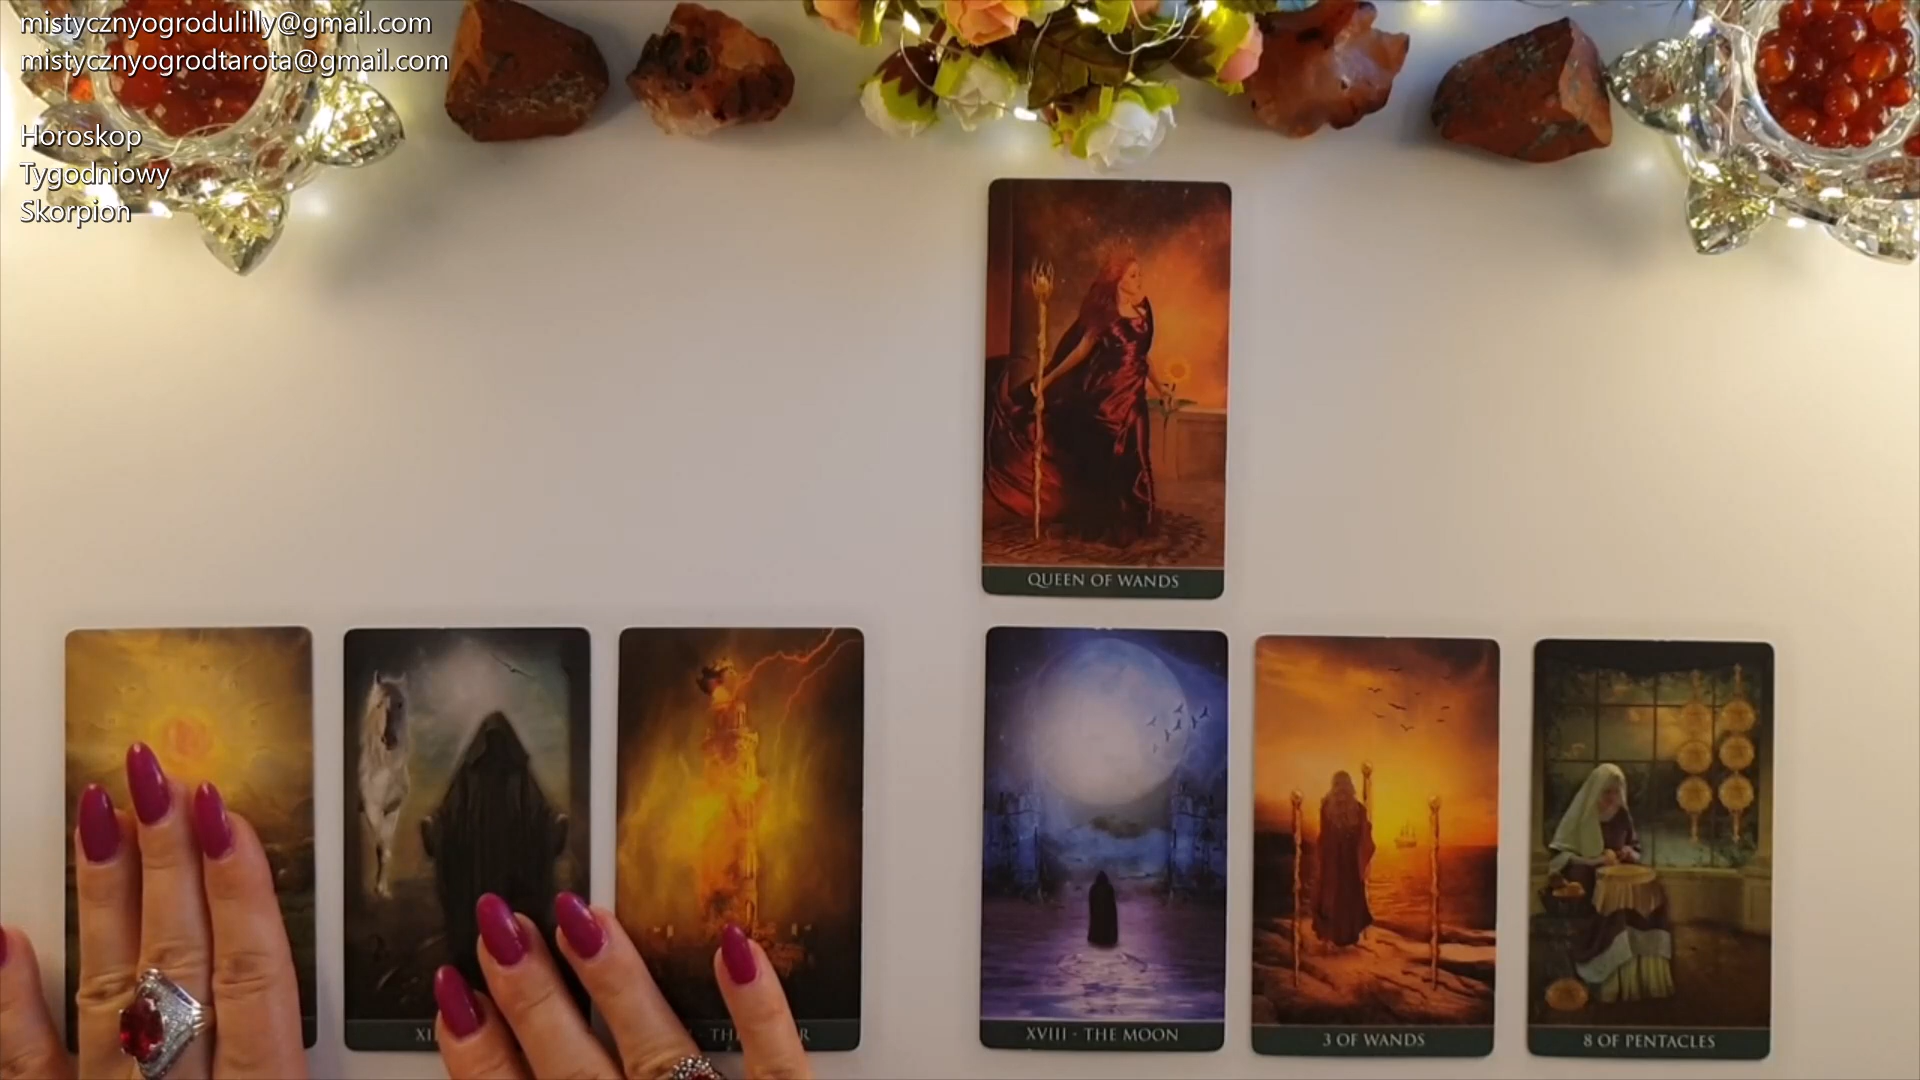 mistycznyogrodulilly@gmail.com
mistycznyogrodtarota@gmail.com
Horoskop
Tygodniowy
Skorpion
QUEEN OF WANDS
XVIII - THE MOON
3 OF WANDS
8 OF PENTACLES